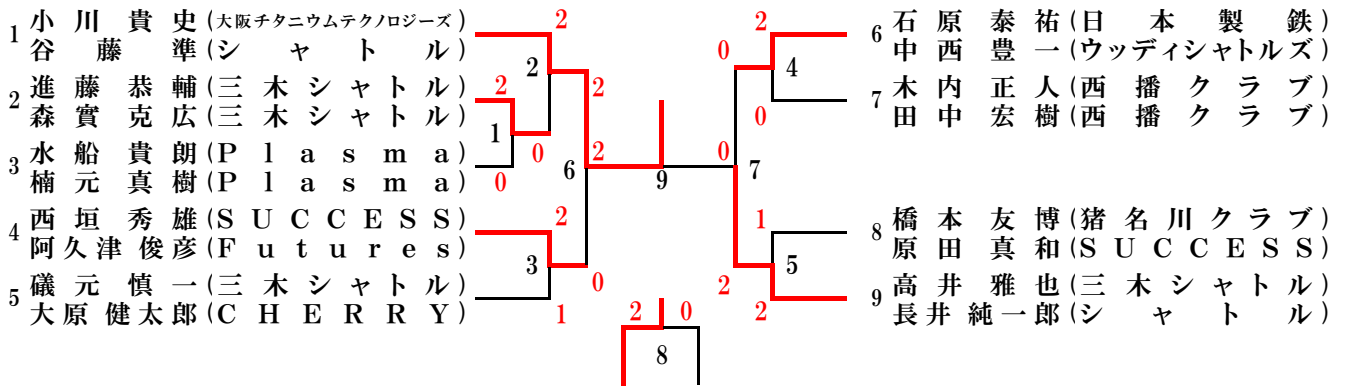 1 小川貴史(大阪チタニウムテクノロジーズ)
谷藤準(シャトル)
2 進藤恭輔(三木シャトル)
森實克広(三木シャトル)
3 水船貴朗(Plasma)
楠元真樹(Plasma)
4 西垣秀雄(SUCCESS)
阿久津俊彦(Futures)
5 礒元慎一(三木シャトル)
大原健太郎(CHERRY)
2
2
2
1
0
0
2
2
6
9
2
3
0
1
2 0
8
6 石原泰祐(日本製鉄)
中西豊一(ウッディシャトルズ)
7 木内正人(西播クラブ)
田中宏樹(西播クラブ)
8 橋本友博(猪名川クラブ)
原田真和(SUCCESS)
9 高井雅也(三木シャトル)
長井純一郎(シャトル)
2
0
4
0
0
7
1
5
2
2